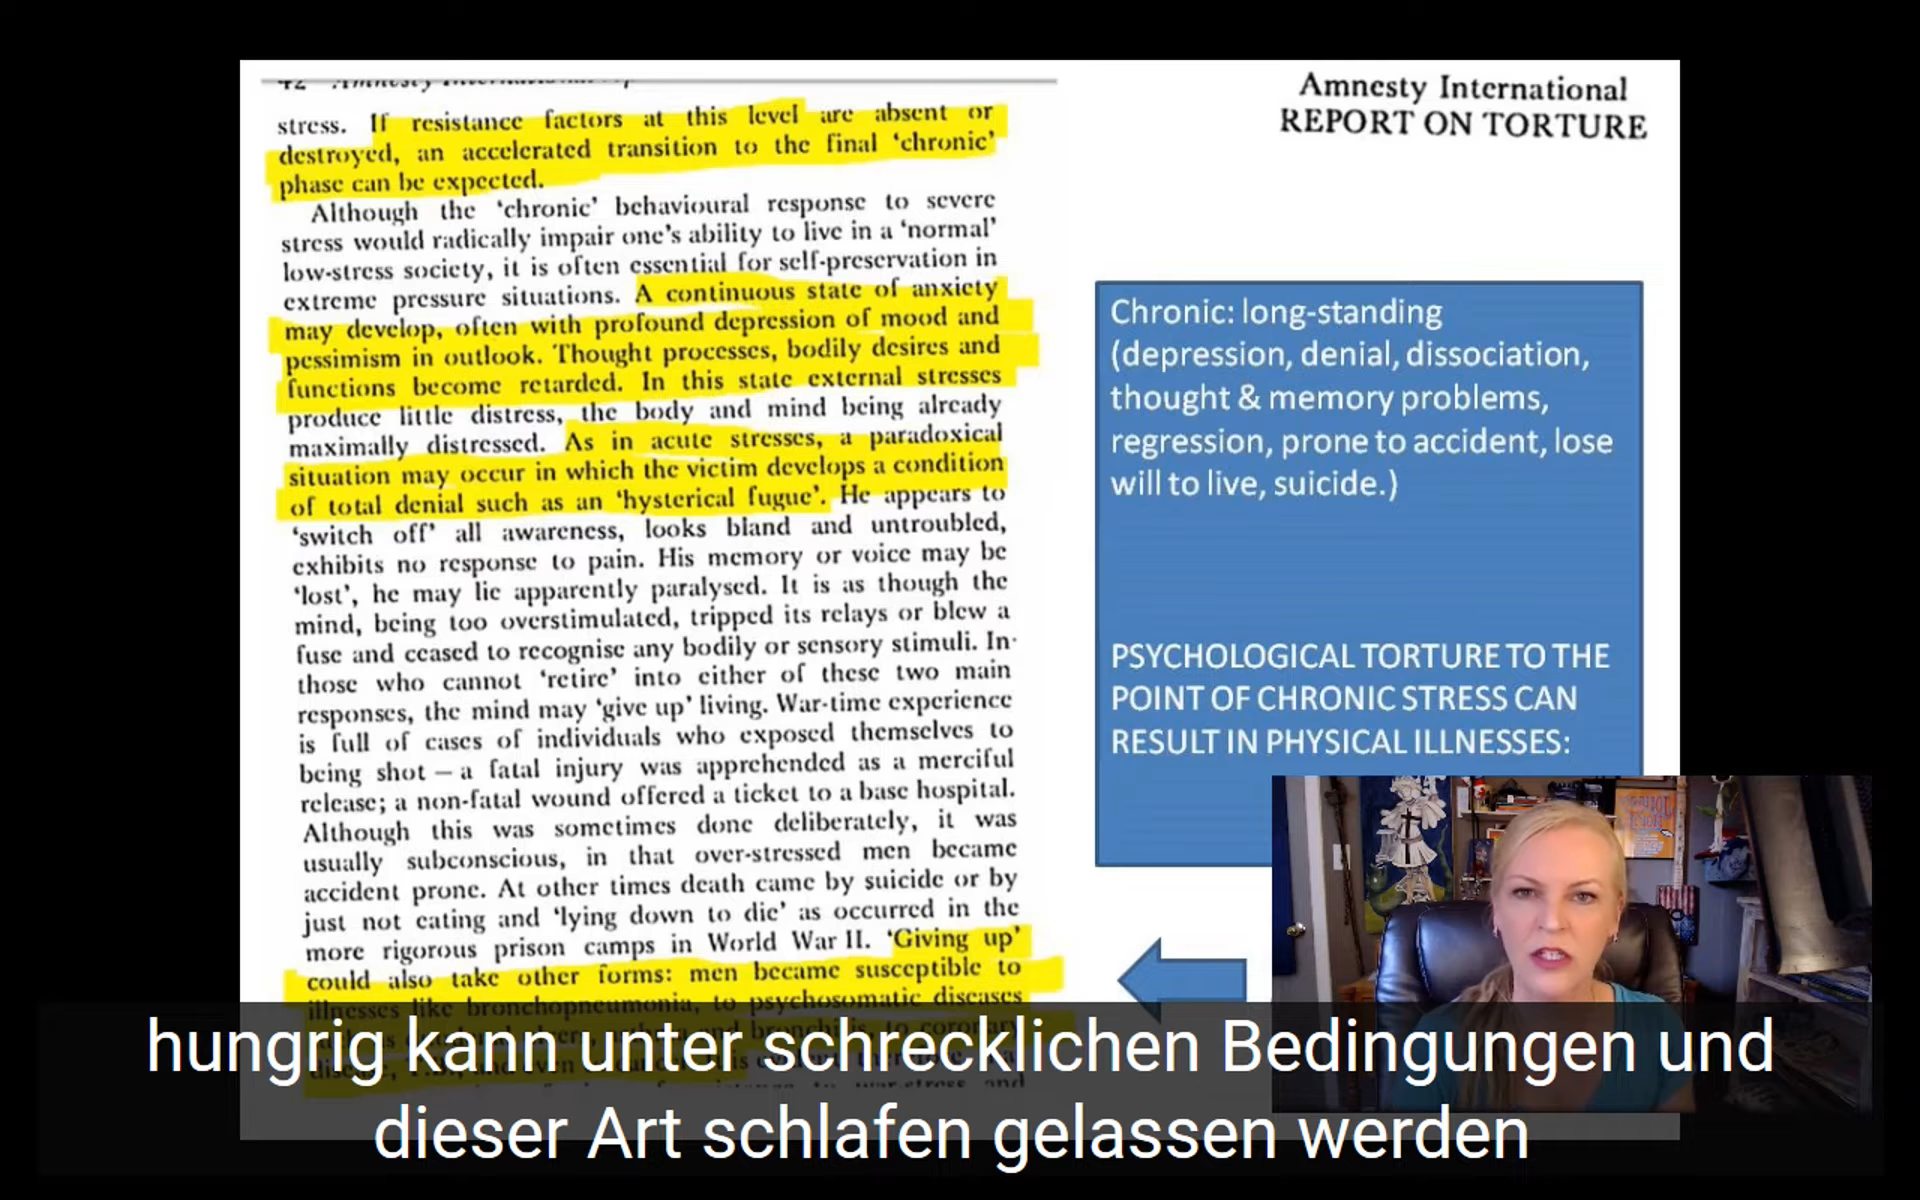 stress. If resistance factors at this level are absent or
destroyed, an accelerated transition to the final ‘chronic’
phase can be expected.
Although the ‘chronic’ behavioural response to severe
stress would radically impair one’s ability to live in a ‘normal’
low-stress society, it is often essential for self-preservation in
extreme pressure situations. A continuous state of anxiety
may develop, often with profound depression of mood and
pessimism in outlook. Thought processes, bodily desires and
functions become retarded. In this state external stresses
produce little distress, the body and mind being already
maximally distressed. As in acute stresses, a paradoxical
situation may occur in which the victim develops a condition
of total denial such as an ‘hysterical fugue’. He appears to
‘switch off’ all awareness, looks bland and untroubled,
exhibits no response to pain. His memory or voice may be
‘lost’, he may lie apparently paralysed. It is as though the
mind, being too overstimulated, tripped its relays or blew a
fuse and ceased to recognise any bodily or sensory stimuli. In
those who cannot ‘retire’ into either of these two main
responses, the mind may ‘give up’ living. War-time experience
is full of cases of individuals who exposed themselves to
being shot – a fatal injury was apprehended as a merciful
release; a non-fatal wound offered a ticket to a base hospital.
Although this was sometimes done deliberately, it was
usually subconscious, in that over-stressed men became
accident prone. At other times death came by suicide or by
just not eating and ‘lying down to die’ as occurred in the
more rigorous prison camps in World War II. ‘Giving up’
could also take other forms: men became susceptible to
illnesses like bronchopneumonia, to psychosomatic diseases
Amnesty International
REPORT ON TORTURE
Chronic: long-standing
(depression, denial, dissociation,
thought & memory problems,
regression, prone to accident, lose
will to live, suicide.)
PSYCHOLOGICAL TORTURE TO THE
POINT OF CHRONIC STRESS CAN
RESULT IN PHYSICAL ILLNESSES:
hungrig kann unter schrecklichen Bedingungen und
dieser Art schlafen gelassen werden